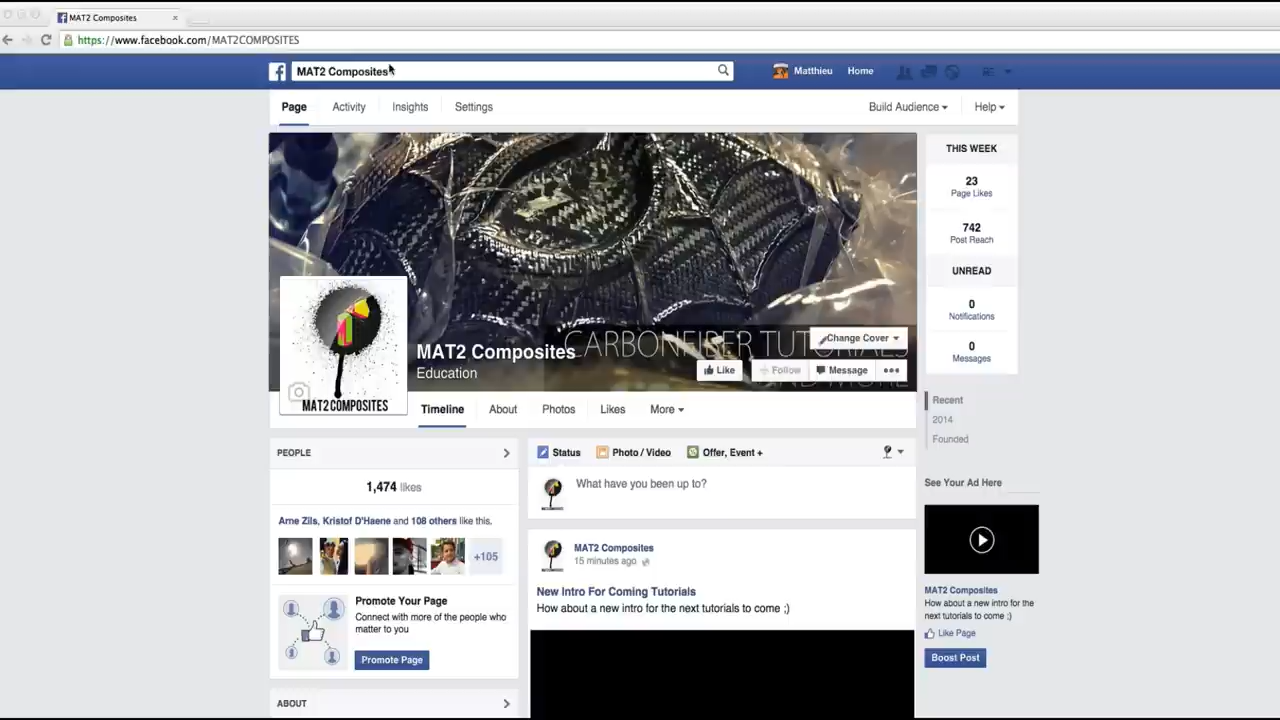 MAT2 Composites
https://www.facebook.com/MAT2COMPOSITES
MAT2 Composites
Matthieu Home
Page Activity Insights Settings
Build Audience Help
CARBONFIBER TUTORIALS
AND MORE
Change Cover
MAT2 Composites
Education
Like Follow Message
MAT2COMPOSITES
Timeline About Photos Likes More
THIS WEEK
23
Page Likes
742
Post Reach
UNREAD
0
Notifications
0
Messages
Recent
2014
Founded
PEOPLE
1,474 likes
Arne Zils, Kristof D'Haene and 108 others like this.
+105
Promote Your Page
Connect with more of the people who
matter to you
Promote Page
ABOUT
Status Photo / Video Offer, Event +
What have you been up to?
MAT2 Composites
15 minutes ago
New Intro For Coming Tutorials
How about a new intro for the next tutorials to come ;)
See Your Ad Here
MAT2 Composites
How about a new intro for the
next tutorials to come ;)
Like Page
Boost Post